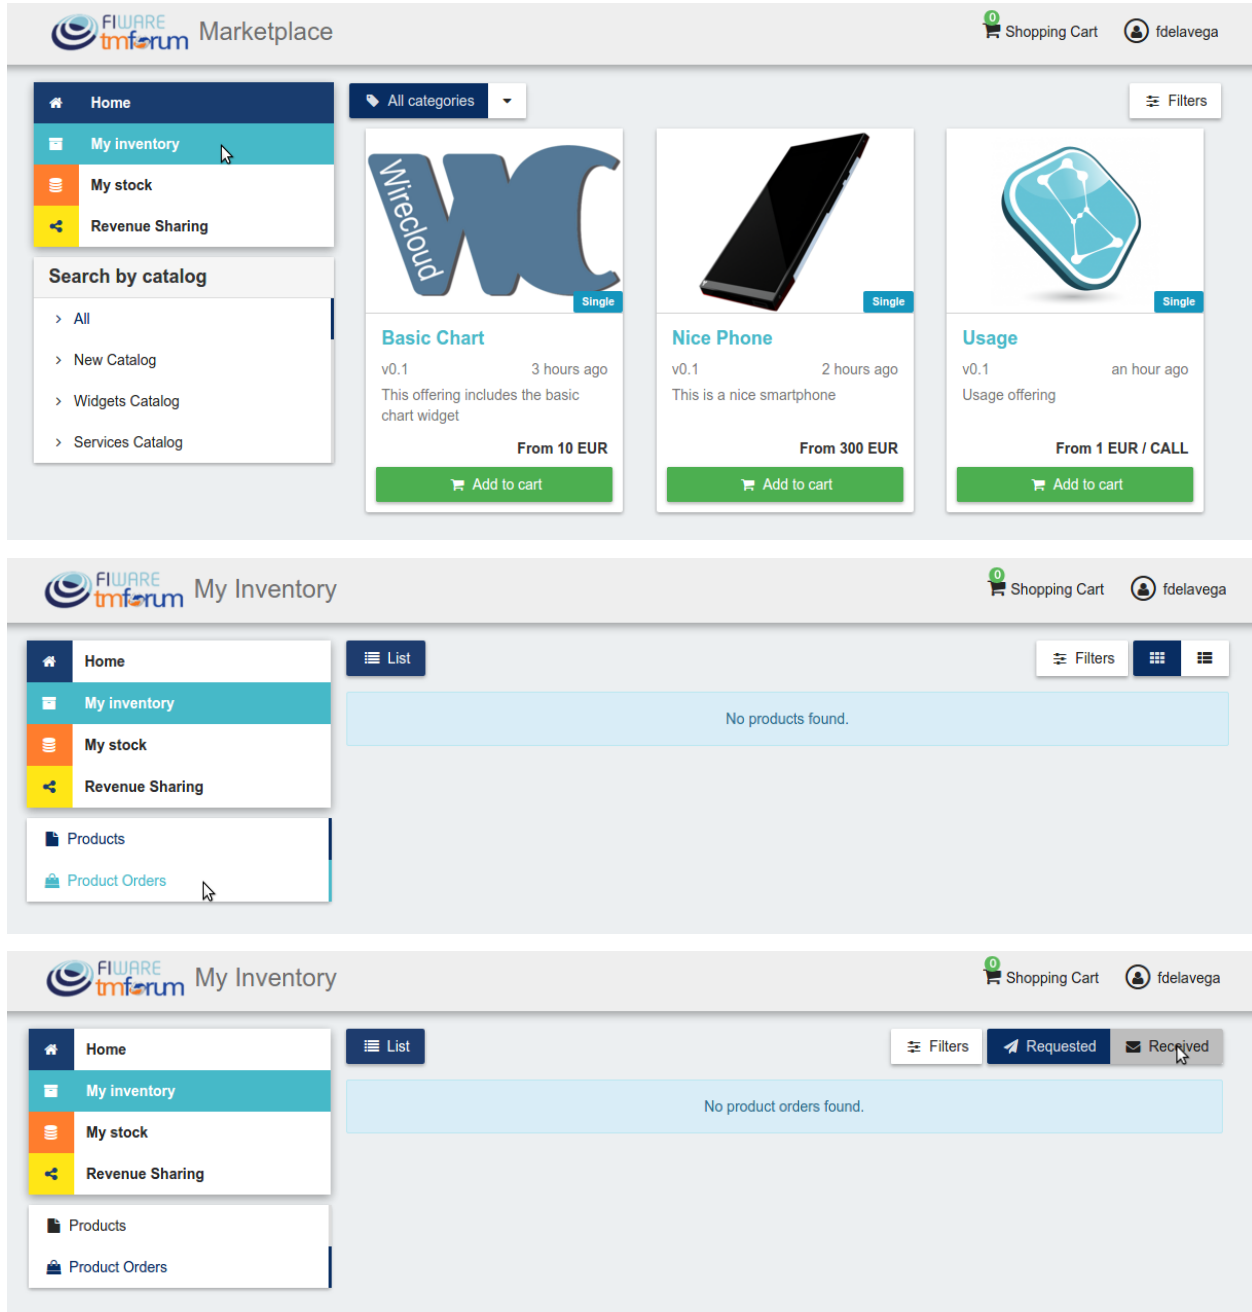 FIWARE
tmforum
Marketplace
0
Shopping Cart
fdelavega
Home
My inventory
My stock
Revenue Sharing
Search by catalog
All
New Catalog
Widgets Catalog
Services Catalog
All categories
Filters
Wirecloud
WC
Single
Basic Chart
v0.1 3 hours ago
This offering includes the basic
chart widget
From 10 EUR
Add to cart
Single
Nice Phone
v0.1 2 hours ago
This is a nice smartphone
From 300 EUR
Add to cart
Single
Usage
v0.1 an hour ago
Usage offering
From 1 EUR / CALL
Add to cart
FIWARE
tmforum
My Inventory
0
Shopping Cart
fdelavega
Home
My inventory
My stock
Revenue Sharing
Products
Product Orders
List
Filters
No products found.
FIWARE
tmforum
My Inventory
0
Shopping Cart
fdelavega
Home
My inventory
My stock
Revenue Sharing
Products
Product Orders
List
Filters
Requested
Received
No product orders found.